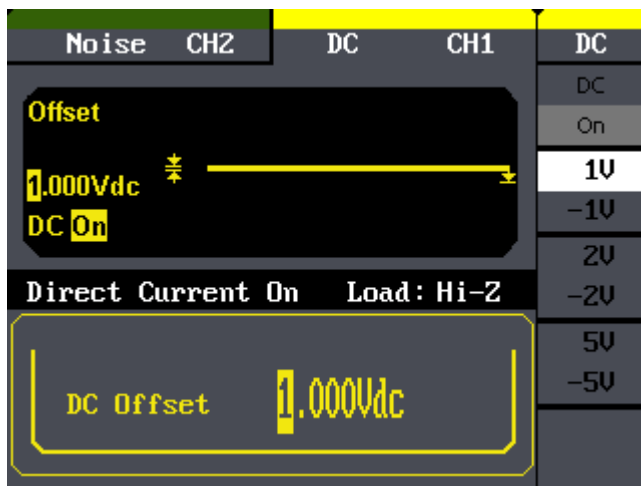 Noise CH2 DC CH1 DC
DC
On
Offset
1.000Vdc
DC On
1V
-1V
2V
-2V
5V
-5V
Direct Current On Load: Hi-Z
DC Offset 1.000Vdc